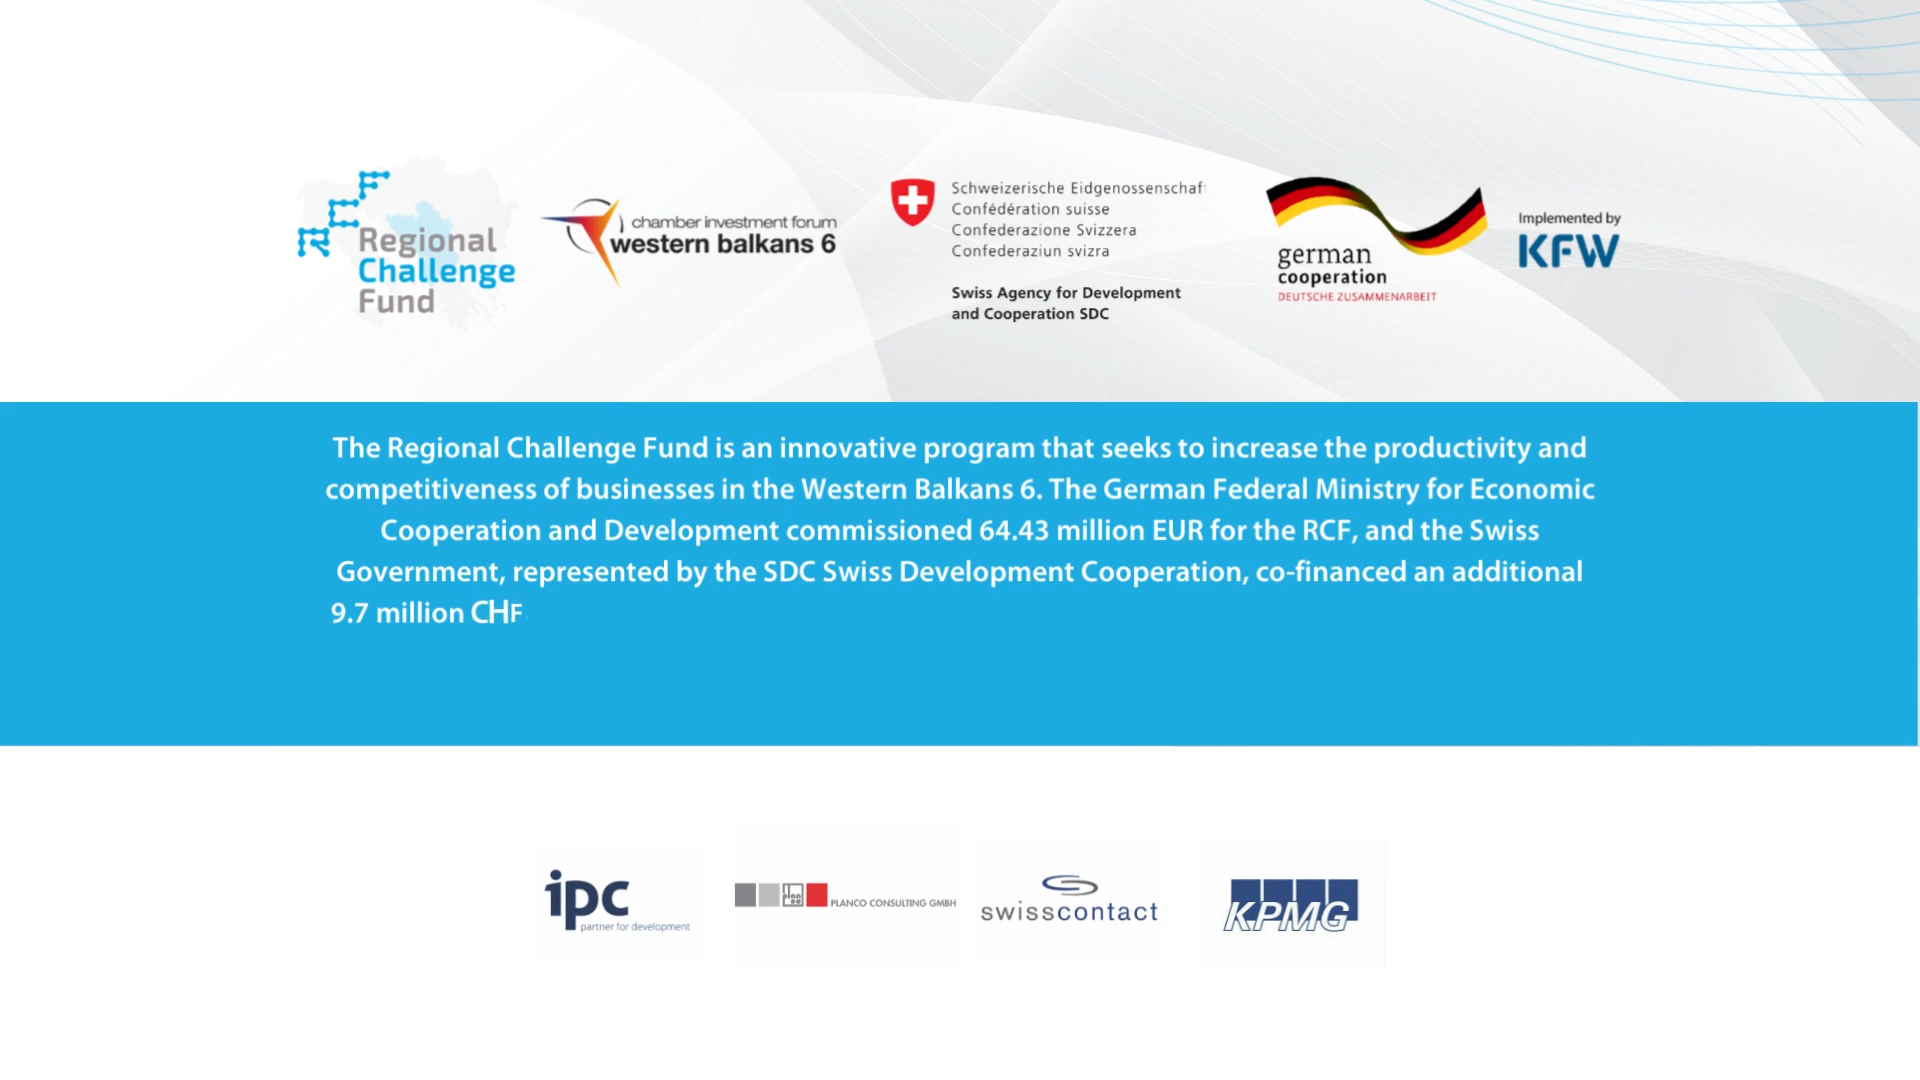 RCF
Regional
Challenge
Fund
chamber investment forum
western balkans 6
Schweizerische Eidgenossenschaf
Confédération suisse
Confederazione Svizzera
Confederaziun svizra
Swiss Agency for Development
and Cooperation SDC
german
cooperation
DEUTSCHE ZUSAMMENARBEIT
Implemented by
KFW
The Regional Challenge Fund is an innovative program that seeks to increase the productivity and
competitiveness of businesses in the Western Balkans 6. The German Federal Ministry for Economic
Cooperation and Development commissioned 64.43 million EUR for the RCF, and the Swiss
Government, represented by the SDC Swiss Development Cooperation, co-financed an additional
9.7 million CHF
ipc
partner for development
plan
co
PLANCO CONSULTING GMBH
swisscontact
KPMG